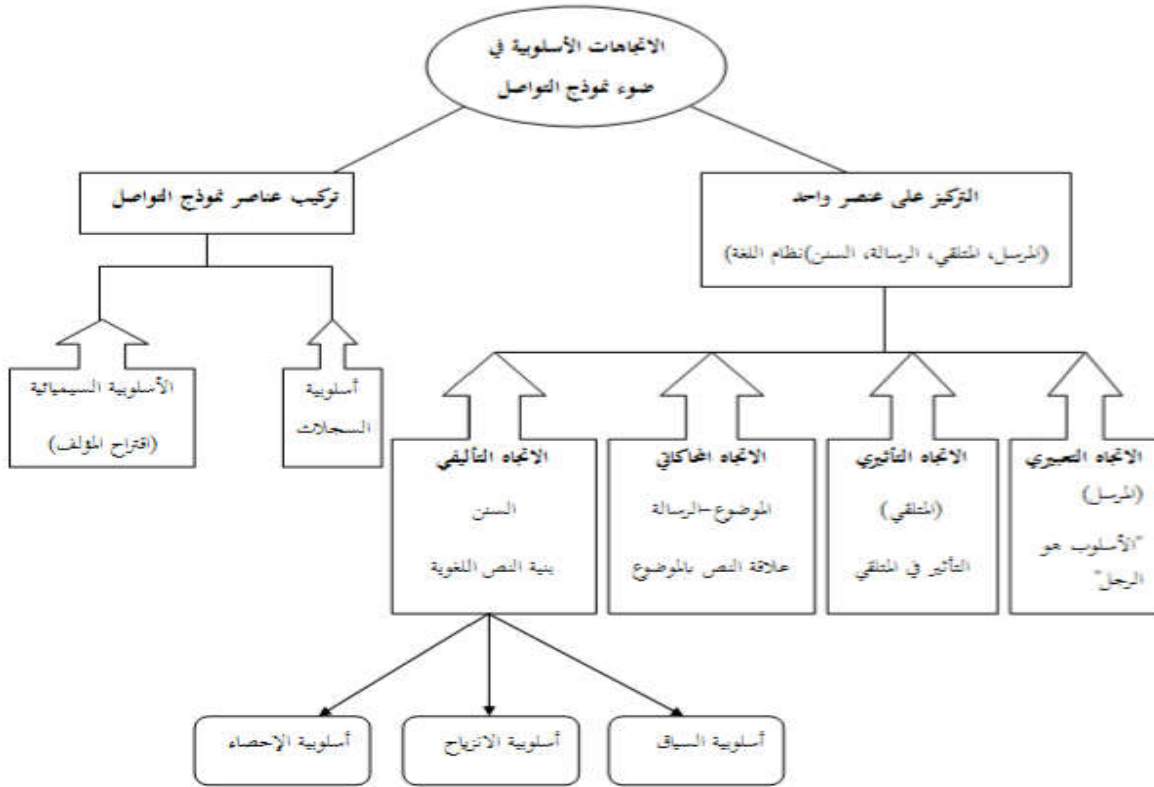 الاتجاهات الأسلوبية في
ضوء نموذج التواصل
التركيز على عنصر واحد
(المرسل، المتلقي، الرسالة، السنن)نظام اللغة)
تركيب عناصر نموذج التواصل
الاتجاه التعبيري
(المرسل)
"الأسلوب هو
الرجل"
الاتجاه التأثيري
(المتلقي)
التأثير في المتلقي
الاتجاه المحاكاتي
الموضوع-الرسالة
علاقة النص بالموضوع
الاتجاه التأليفي
السنن
بنية النص اللغوية
أسلوبية
السجلات
الأسلوبية السيميائية
(اقتراح المؤلف)
أسلوبية السياق
أسلوبية الانزياح
أسلوبية الإحصاء